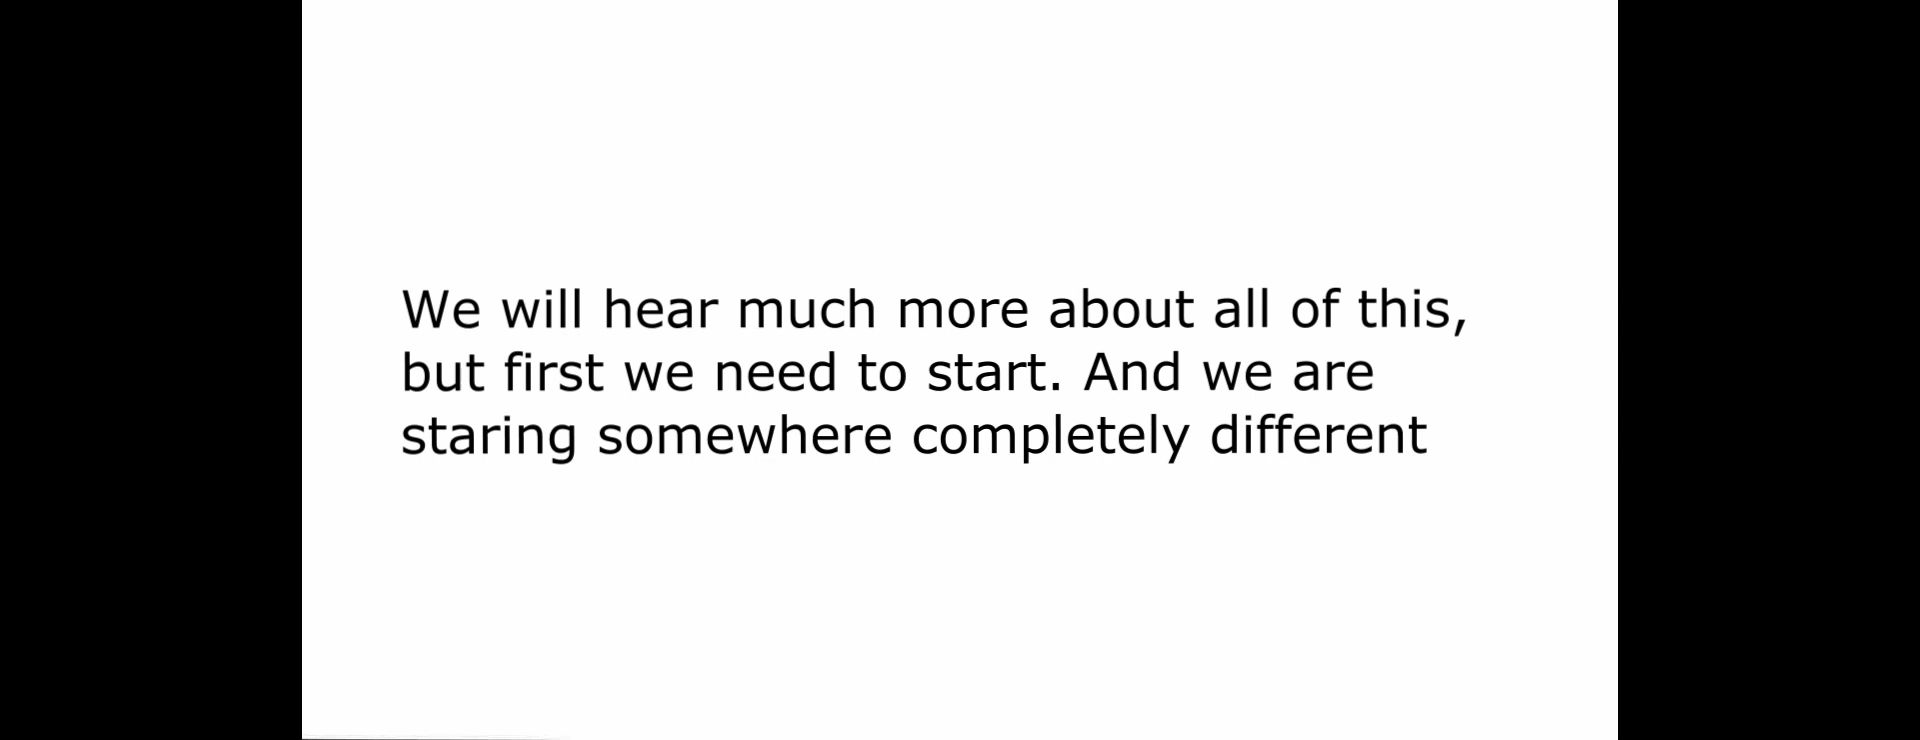 We will hear much more about all of this,
but first we need to start. And we are
staring somewhere completely different